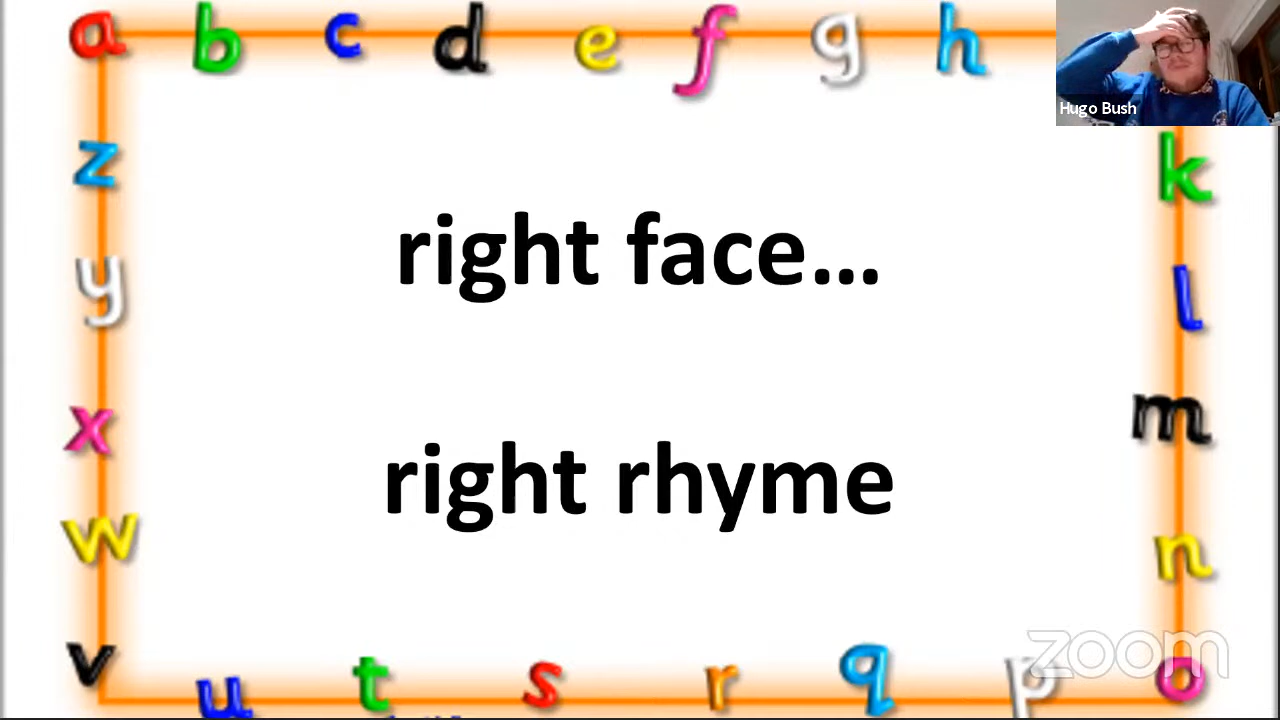 a b c d e f g h
Hugo Bush
z
k
right face...
y
l
x
m
right rhyme
w
n
zoom
v u t s r q p o